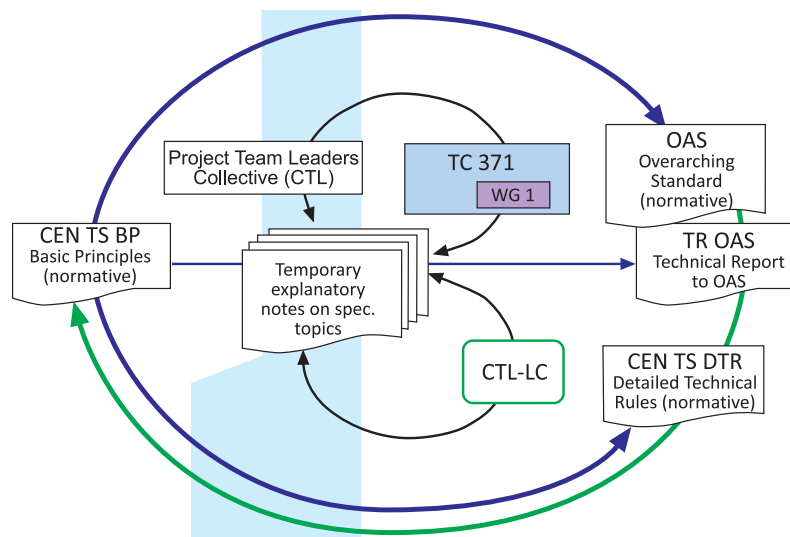 Project Team Leaders
Collective (CTL)
TC 371
WG 1
OAS
Overarching
Standard
(normative)
CEN TS BP
Basic Principles
(normative)
Temporary
explanatory
notes on spec.
topics
TR OAS
Technical Report
to OAS
CTL-LC
CEN TS DTR
Detailed Technical
Rules (normative)